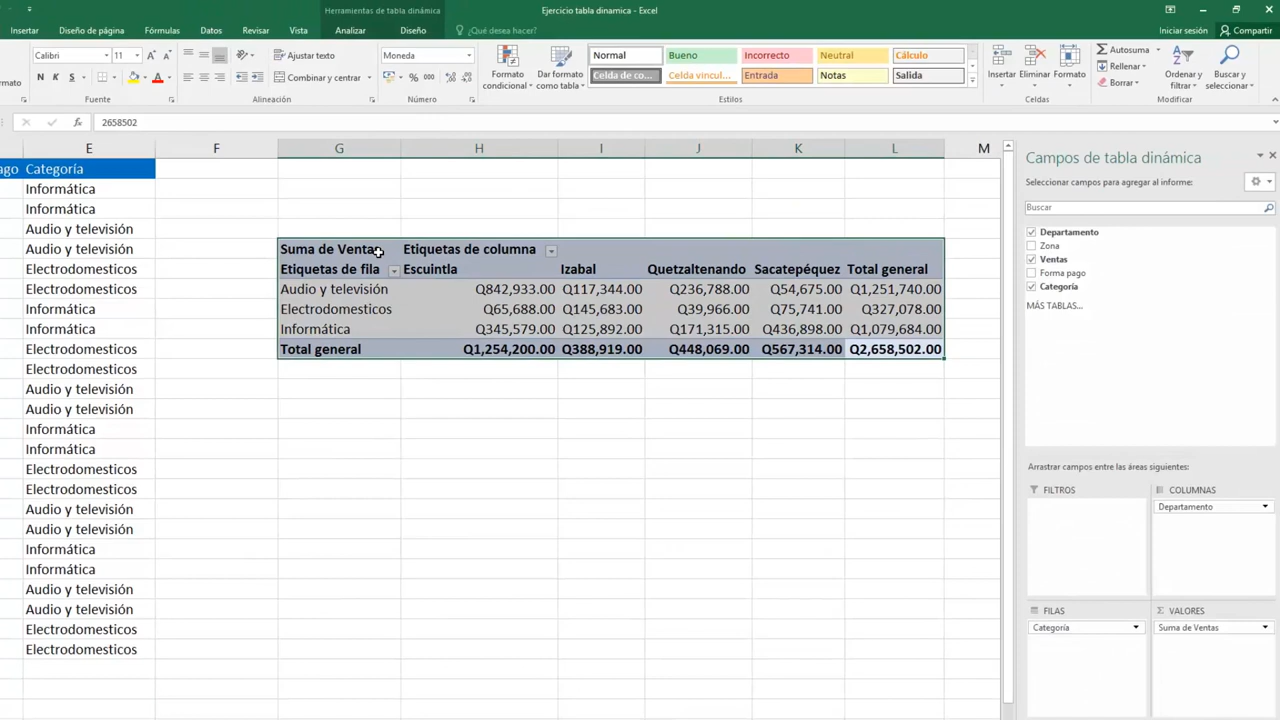 Herramientas de tabla dinámica
Ejercicio tabla dinamica - Excel
Insertar Diseño de página Fórmulas Datos Revisar Vista Analizar Diseño ¿Qué desea hacer? Iniciar sesión Compartir
Calibri 11 A A Ajustar texto Moneda Normal Bueno Incorrecto Neutral Cálculo Autosuma
N K S A Combinar y centrar % 000 Celda de co... Celda vincul... Entrada Notas Salida Rellenar
Borrar
Formato condicional Dar formato como tabla Insertar Eliminar Formato Ordenar y filtrar Buscar y seleccionar
Fuente Alineación Número Estilos Celdas Modificar
fx 2658502
E F G H I J K L M
ago Categoría
Informática
Informática
Audio y televisión
Audio y televisión Suma de Ventas Etiquetas de columna
Electrodomesticos Etiquetas de fila Escuintla Izabal Quetzaltenando Sacatepéquez Total general
Electrodomesticos Audio y televisión Q842,933.00 Q117,344.00 Q236,788.00 Q54,675.00 Q1,251,740.00
Informática Electrodomesticos Q65,688.00 Q145,683.00 Q39,966.00 Q75,741.00 Q327,078.00
Informática Informática Q345,579.00 Q125,892.00 Q171,315.00 Q436,898.00 Q1,079,684.00
Electrodomesticos Total general Q1,254,200.00 Q388,919.00 Q448,069.00 Q567,314.00 Q2,658,502.00
Electrodomesticos
Audio y televisión
Audio y televisión
Informática
Informática
Electrodomesticos
Electrodomesticos
Audio y televisión
Audio y televisión
Informática
Informática
Audio y televisión
Audio y televisión
Electrodomesticos
Electrodomesticos
Campos de tabla dinámica
Seleccionar campos para agregar al informe:
Buscar
Departamento
Zona
Ventas
Forma pago
Categoría
MÁS TABLAS...
Arrastrar campos entre las áreas siguientes:
FILTROS COLUMNAS
Departamento
FILAS Σ VALORES
Categoría Suma de Ventas